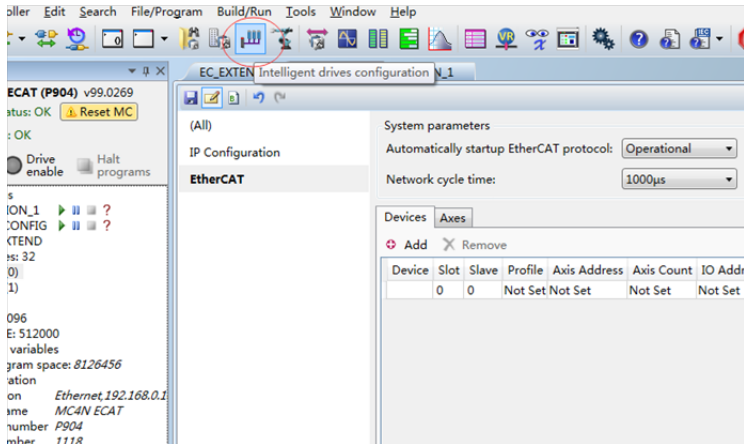 oller Edit Search File/Program Build/Run Tools Window Help
EC_EXTEN
Intelligent drives configuration
N_1
ECAT (P904) v99.0269
atus: OK Reset MC
: OK
Drive enable
Halt programs
s
ION_1 ?
CONFIG ?
XTEND
es: 32
(0)
(1)
096
E: 512000
variables
gram space: 8126456
ration
on Ethernet,192.168.0.1
ame MC4N ECAT
number P904
mber 1118
(All)
IP Configuration
EtherCAT
System parameters
Automatically startup EtherCAT protocol: Operational
Network cycle time: 1000μs
Devices Axes
Add Remove
Device Slot Slave Profile Axis Address Axis Count IO Addr
0 0 Not Set Not Set Not Set Not Set